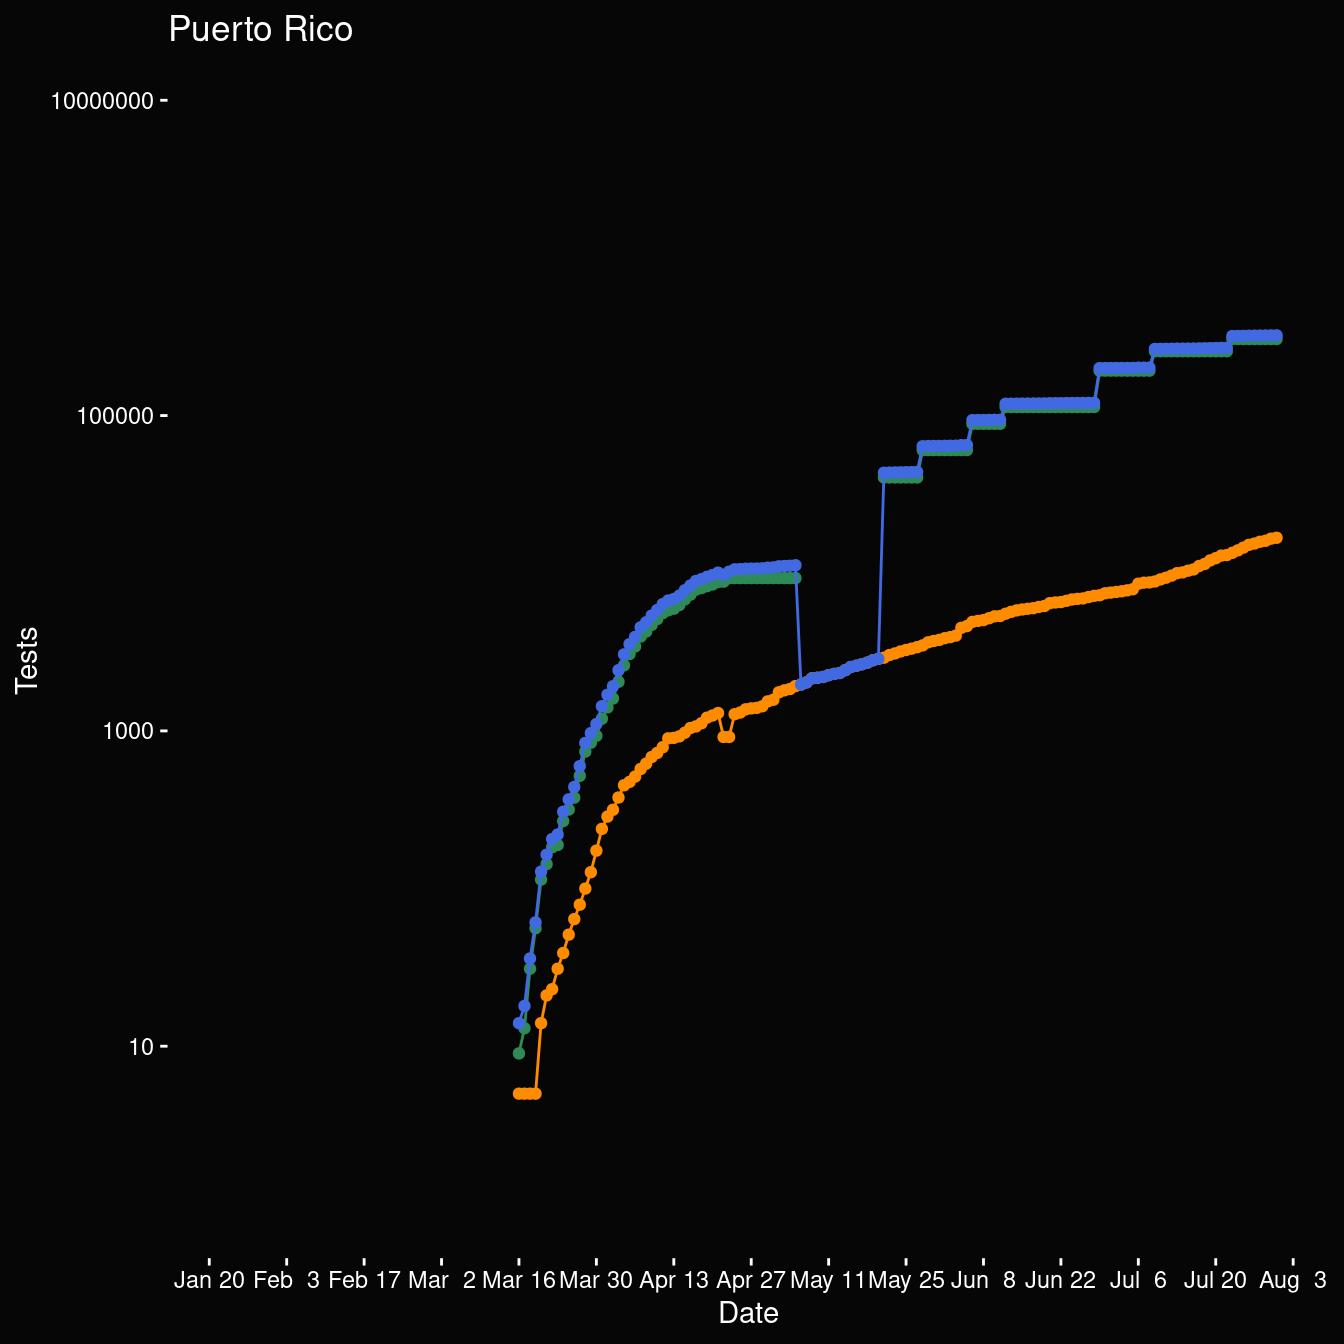 Puerto Rico
10000000
100000
1000
10
Tests
Jan 20 Feb 3 Feb 17 Mar 2 Mar 16 Mar 30 Apr 13 Apr 27 May 11 May 25 Jun 8 Jun 22 Jul 6 Jul 20 Aug 3
Date